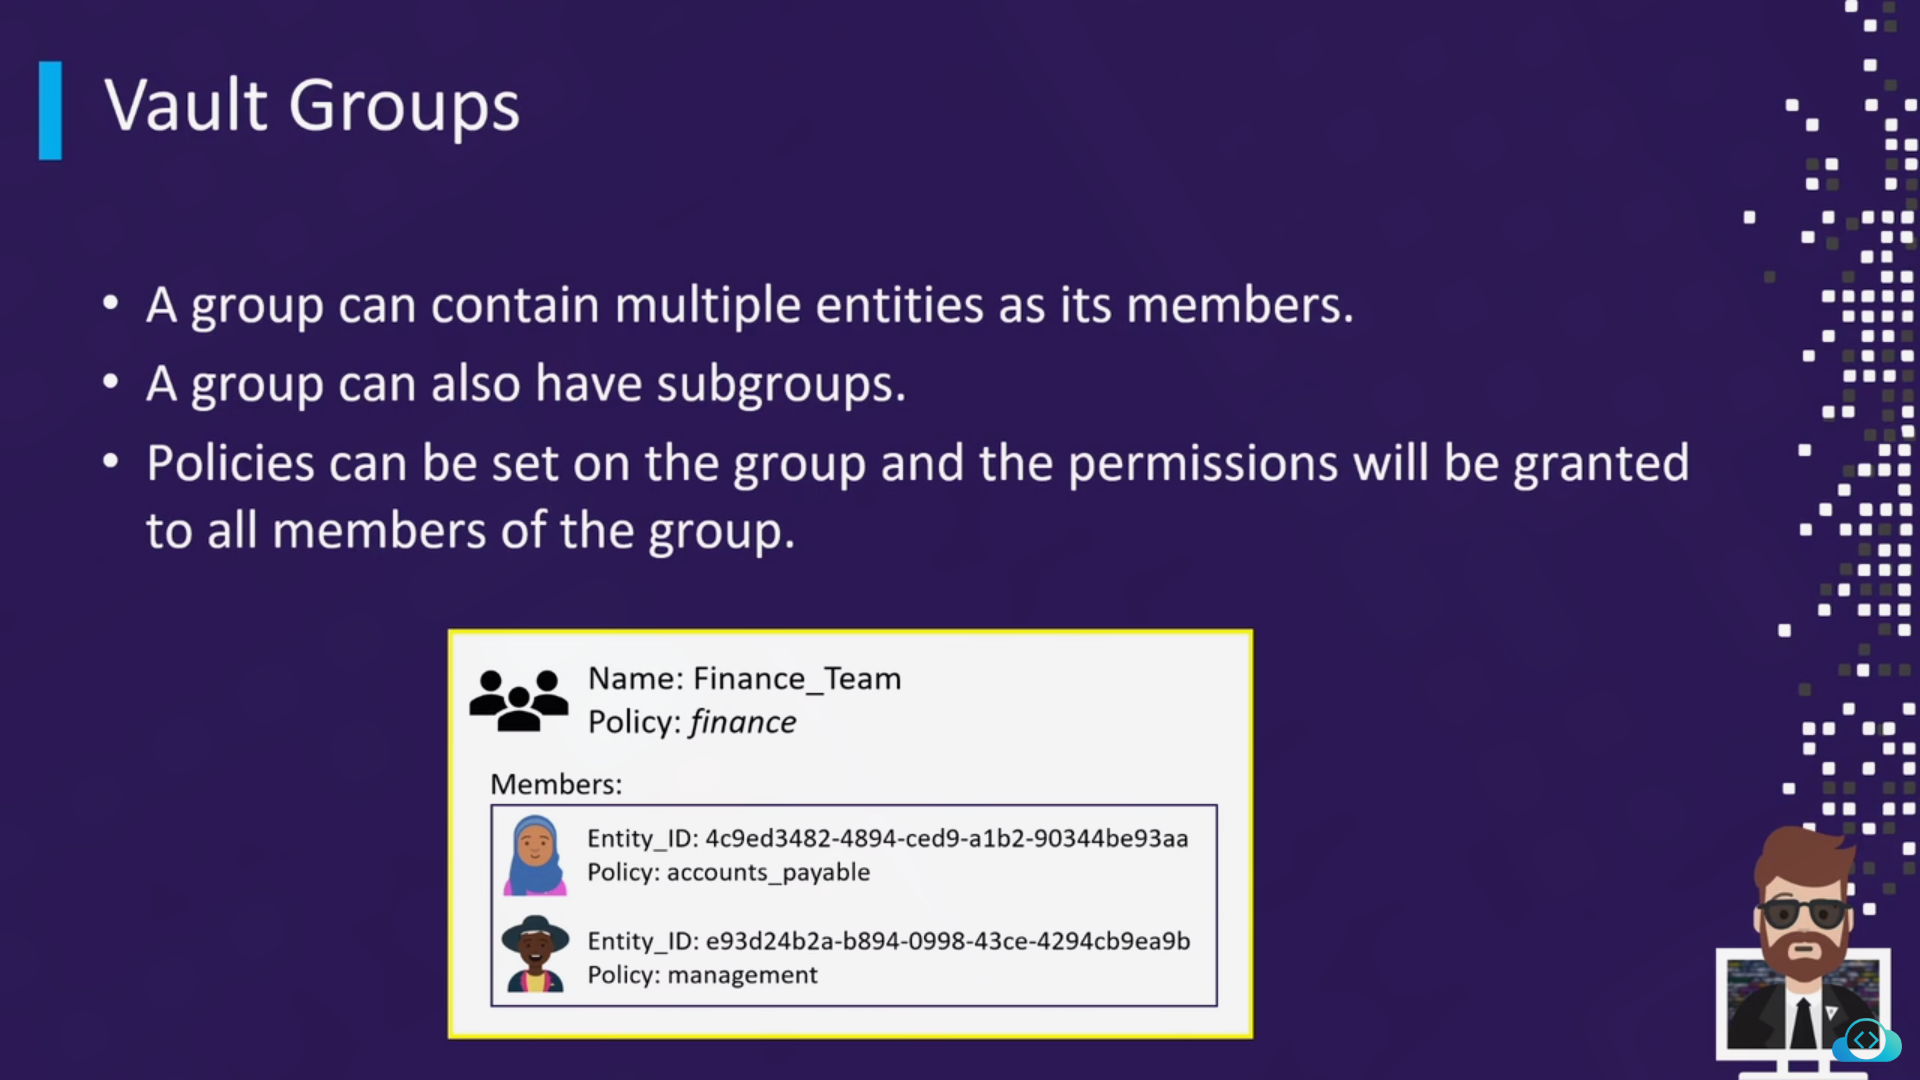 Vault Groups
• A group can contain multiple entities as its members.
• A group can also have subgroups.
• Policies can be set on the group and the permissions will be granted
to all members of the group.
Name: Finance_Team
Policy: finance
Members:
Entity_ID: 4c9ed3482-4894-ced9-a1b2-90344be93aa
Policy: accounts_payable
Entity_ID: e93d24b2a-b894-0998-43ce-4294cb9ea9b
Policy: management